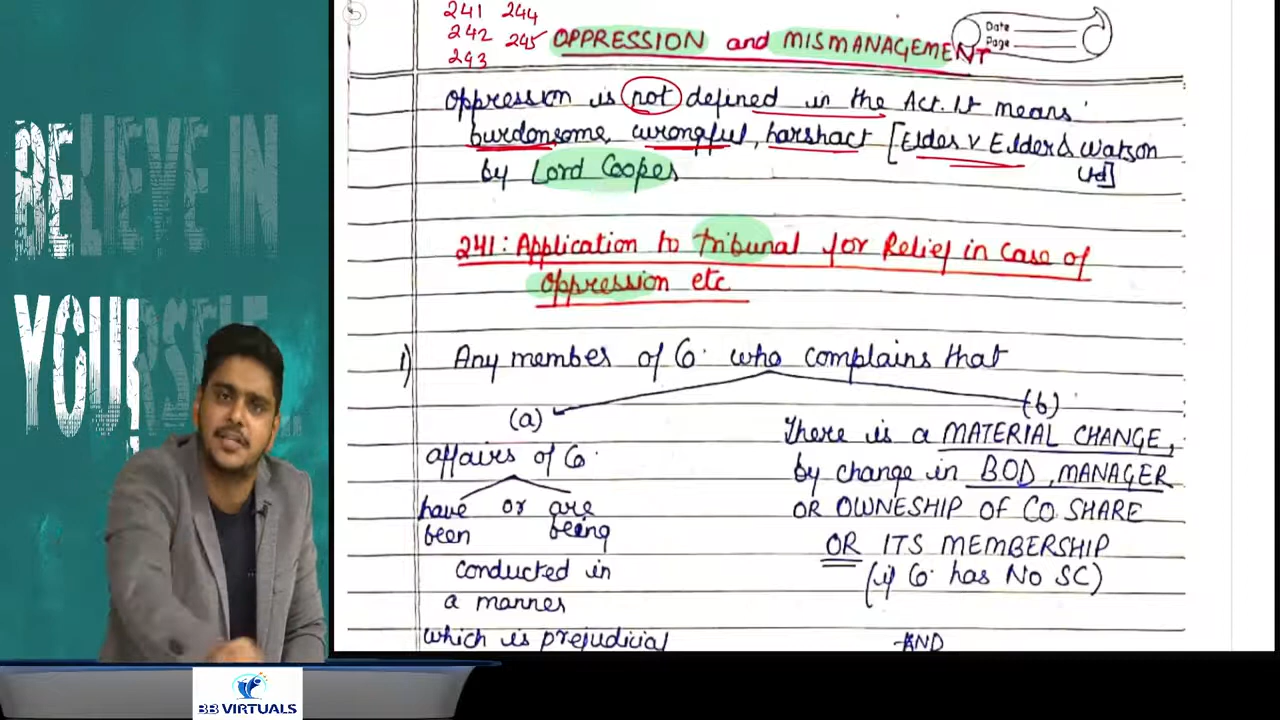 BELIEVE IN
YOURSELF...
241 244
242 245 OPPRESSION and MISMANAGEMENT
243
Date
Page
Oppression is not defined in the Act. It means
burdonsome, wrongful, harshact [Elder v Elder & Watson
by Lord Cooper Ltd]
241: Application to Tribunal for Relief in Case of
Oppression etc
1) Any member of Co. who complains that
(a) (b)
affairs of Co.
have or are
been being
conducted in
a manner
which is prejudicial
There is a MATERIAL CHANGE,
by change in BOD, MANAGER
OR OWNESHIP OF CO SHARE
OR ITS MEMBERSHIP
(if Co. has No SC)
AND
BB VIRTUALS